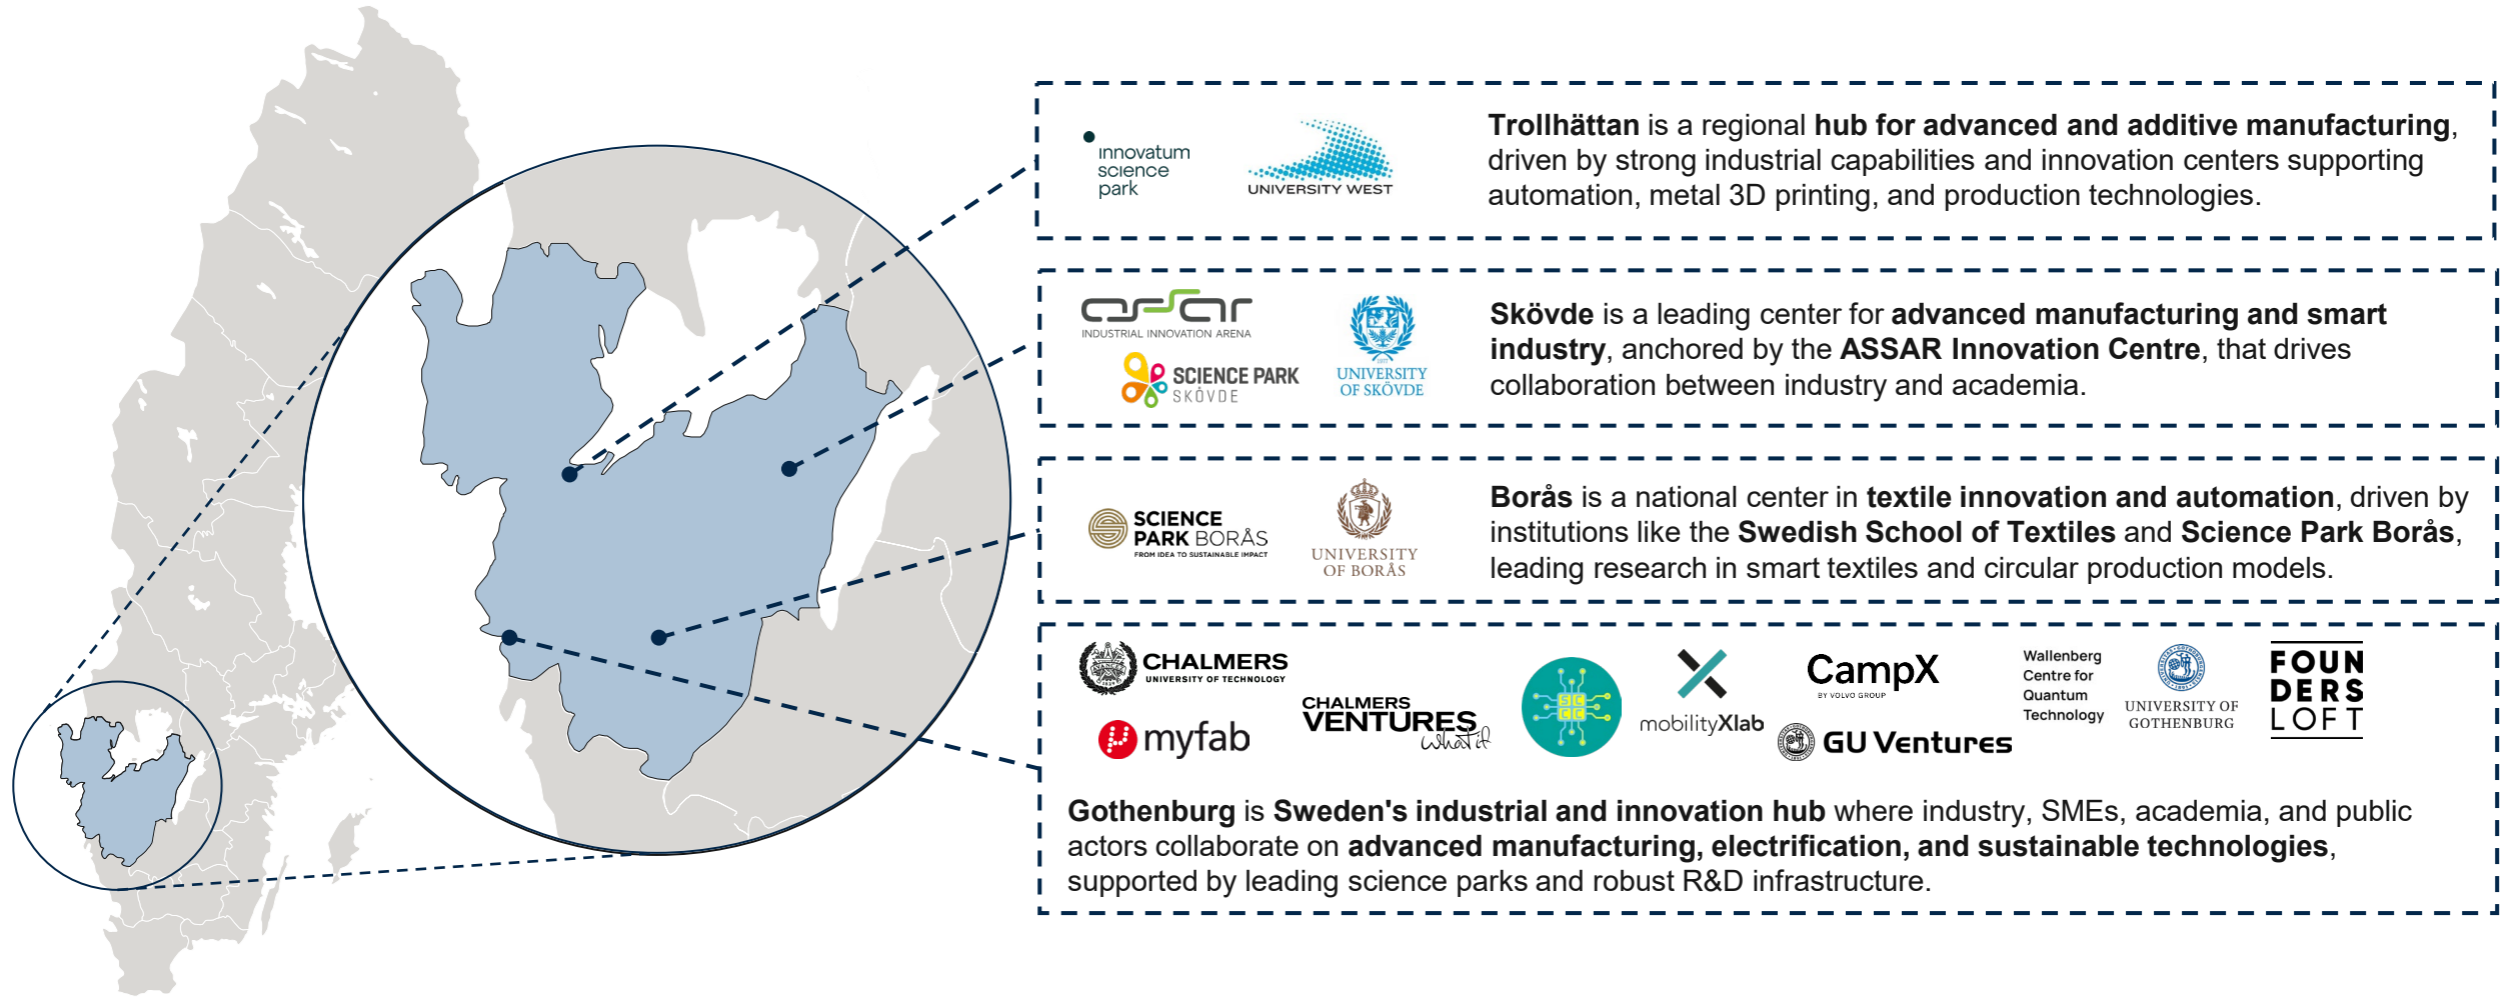 innovatum
science
park
UNIVERSITY WEST
Trollhättan is a regional hub for advanced and additive manufacturing,
driven by strong industrial capabilities and innovation centers supporting
automation, metal 3D printing, and production technologies.
assar
INDUSTRIAL INNOVATION ARENA
SCIENCE PARK
SKÖVDE
UNIVERSITY
OF SKÖVDE
Skövde is a leading center for advanced manufacturing and smart
industry, anchored by the ASSAR Innovation Centre, that drives
collaboration between industry and academia.
SCIENCE
PARK BORÅS
FROM IDEA TO SUSTAINABLE IMPACT
UNIVERSITY
OF BORÅS
Borås is a national center in textile innovation and automation, driven by
institutions like the Swedish School of Textiles and Science Park Borås,
leading research in smart textiles and circular production models.
CHALMERS
UNIVERSITY OF TECHNOLOGY
myfab
CHALMERS
VENTURES
what if
SC
CC
mobilityXlab
CampX
BY VOLVO GROUP
GU Ventures
Wallenberg
Centre for
Quantum
Technology
UNIVERSITY OF
GOTHENBURG
FOUN
DERS
LOFT
Gothenburg is Sweden's industrial and innovation hub where industry, SMEs, academia, and public
actors collaborate on advanced manufacturing, electrification, and sustainable technologies,
supported by leading science parks and robust R&D infrastructure.